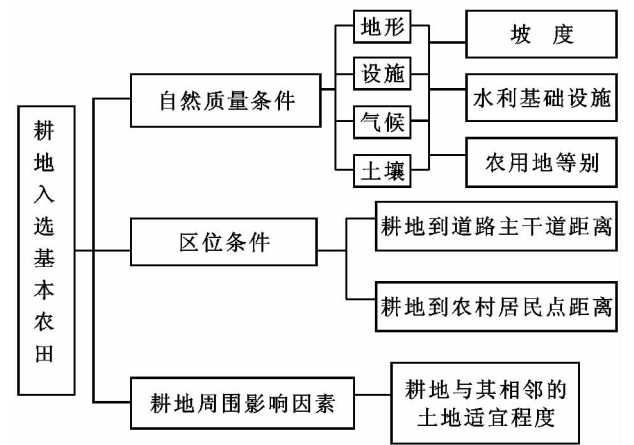 耕地入选基本农田
自然质量条件
地形
设施
气候
土壤
坡 度
水利基础设施
农用地等别
区位条件
耕地到道路主干道距离
耕地到农村居民点距离
耕地周围影响因素
耕地与其相邻的
土地适宜程度